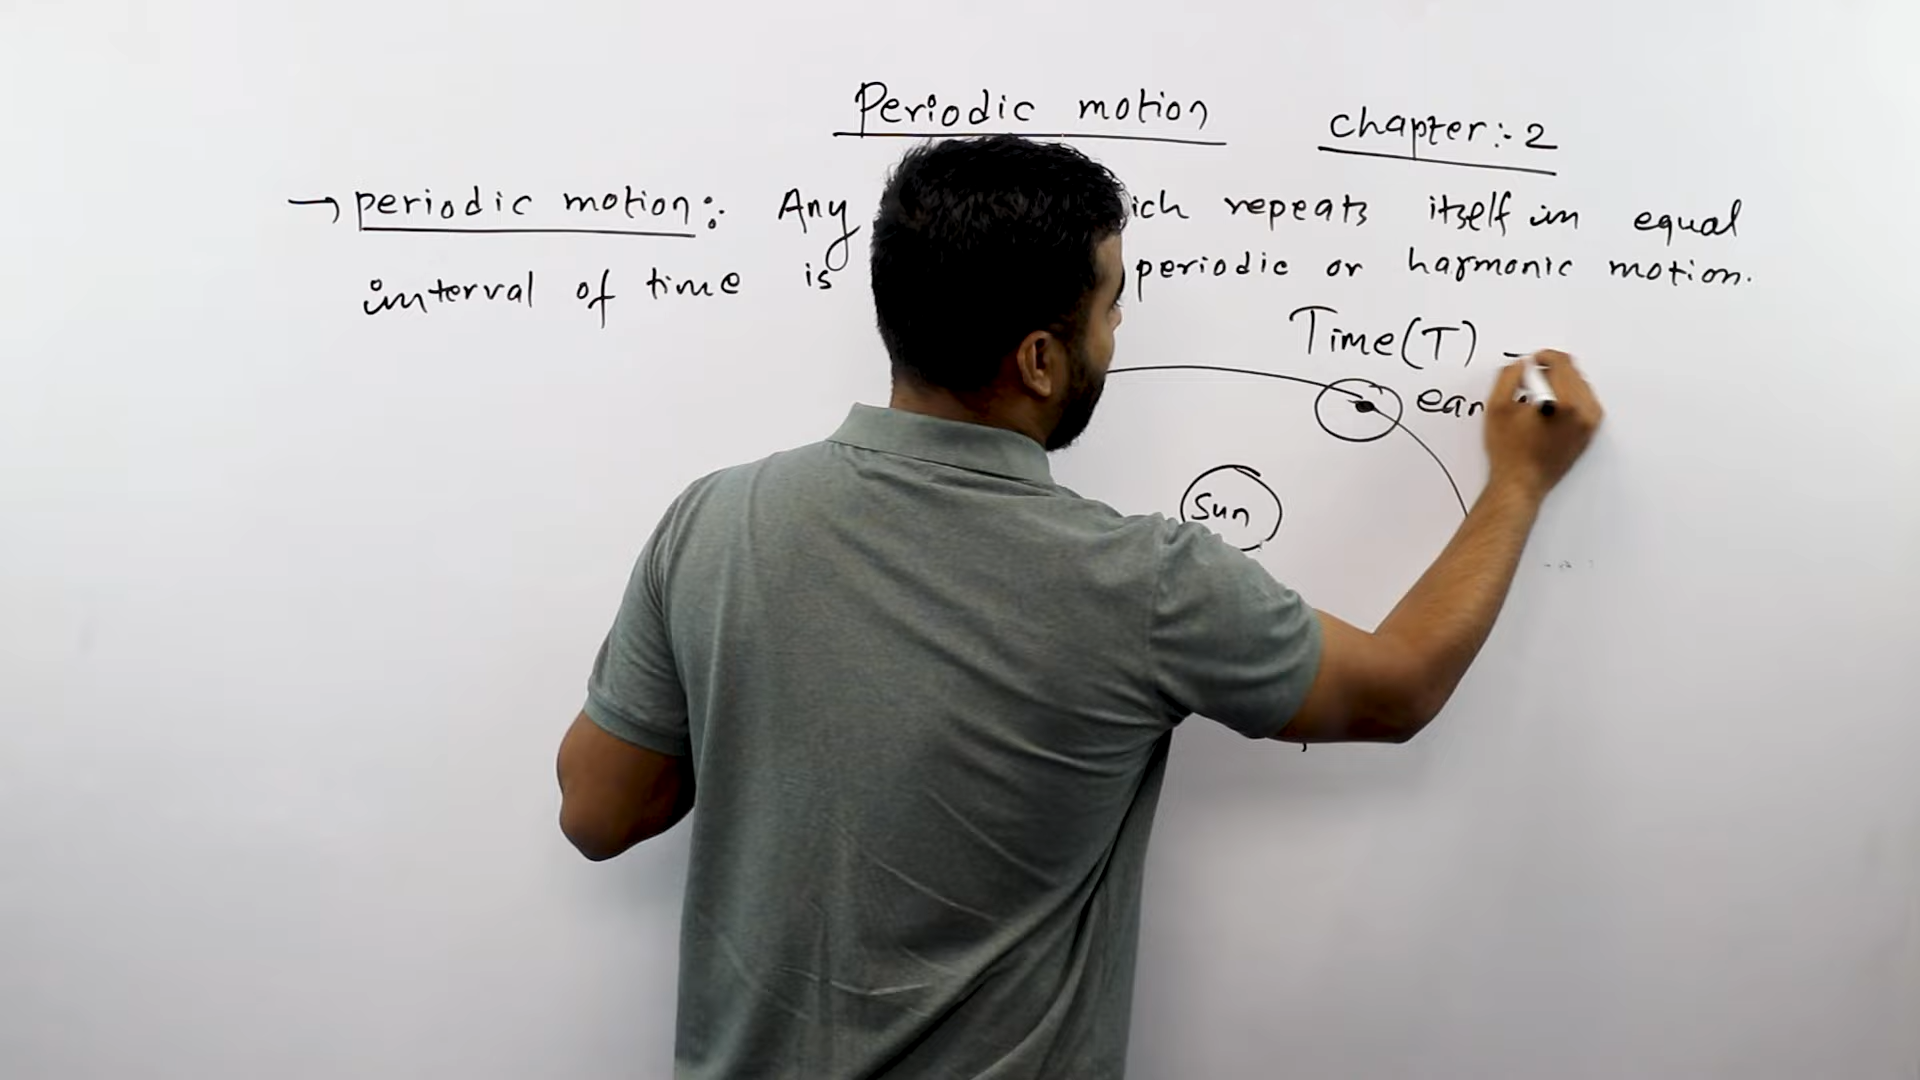 Periodic motion
chapter:- 2
→ periodic motion:- Any repeats itself in equal
interval of time is periodic or harmonic motion.
Time(T) -
Sun